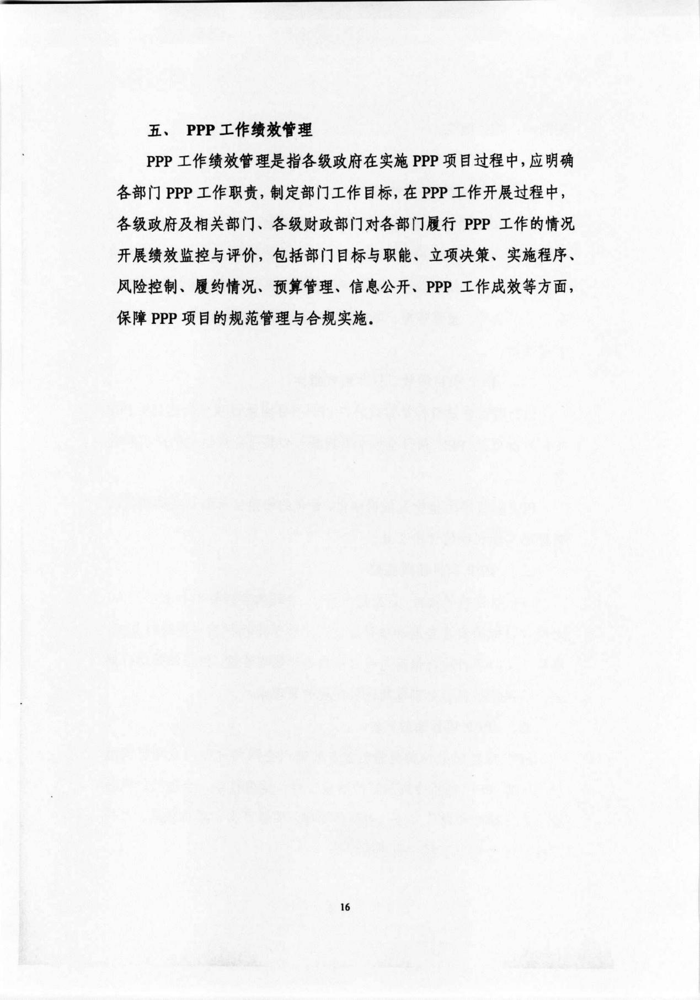 五、 PPP 工作绩效管理
PPP 工作绩效管理是指各级政府在实施 PPP 项目过程中，应明确
各部门 PPP 工作职责，制定部门工作目标，在 PPP 工作开展过程中，
各级政府及相关部门、各级财政部门对各部门履行 PPP 工作的情况
开展绩效监控与评价，包括部门目标与职能、立项决策、实施程序、
风险控制、履约情况、预算管理、信息公开、PPP 工作成效等方面，
保障 PPP 项目的规范管理与合规实施。
16